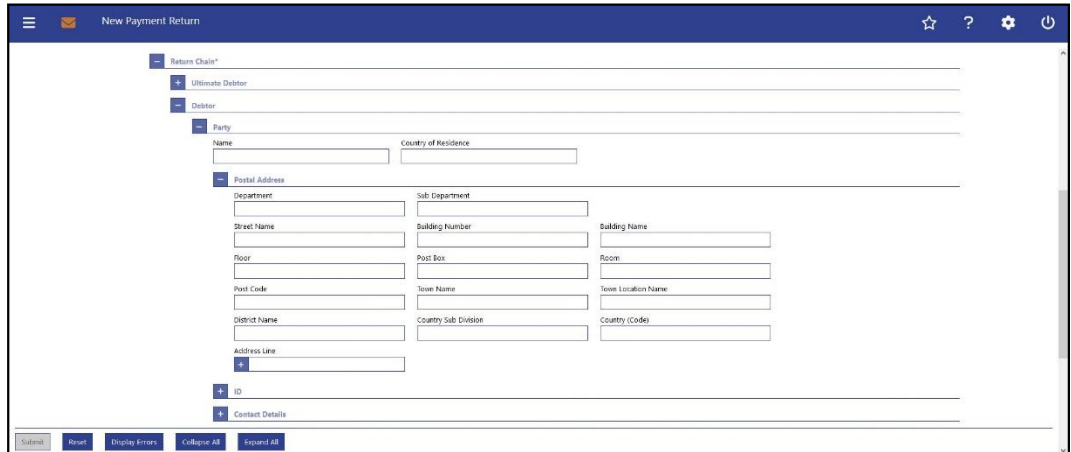 New Payment Return ?
− Return Chain*
+ Ultimate Debtor
− Debtor
− Party
Name Country of Residence
− Postal Address
Department Sub Department
Street Name Building Number Building Name
Floor Post Box Room
Post Code Town Name Town Location Name
District Name Country Sub Division Country (Code)
Address Line
+
+ ID
+ Contact Details
Submit Reset Display Errors Collapse All Expand All